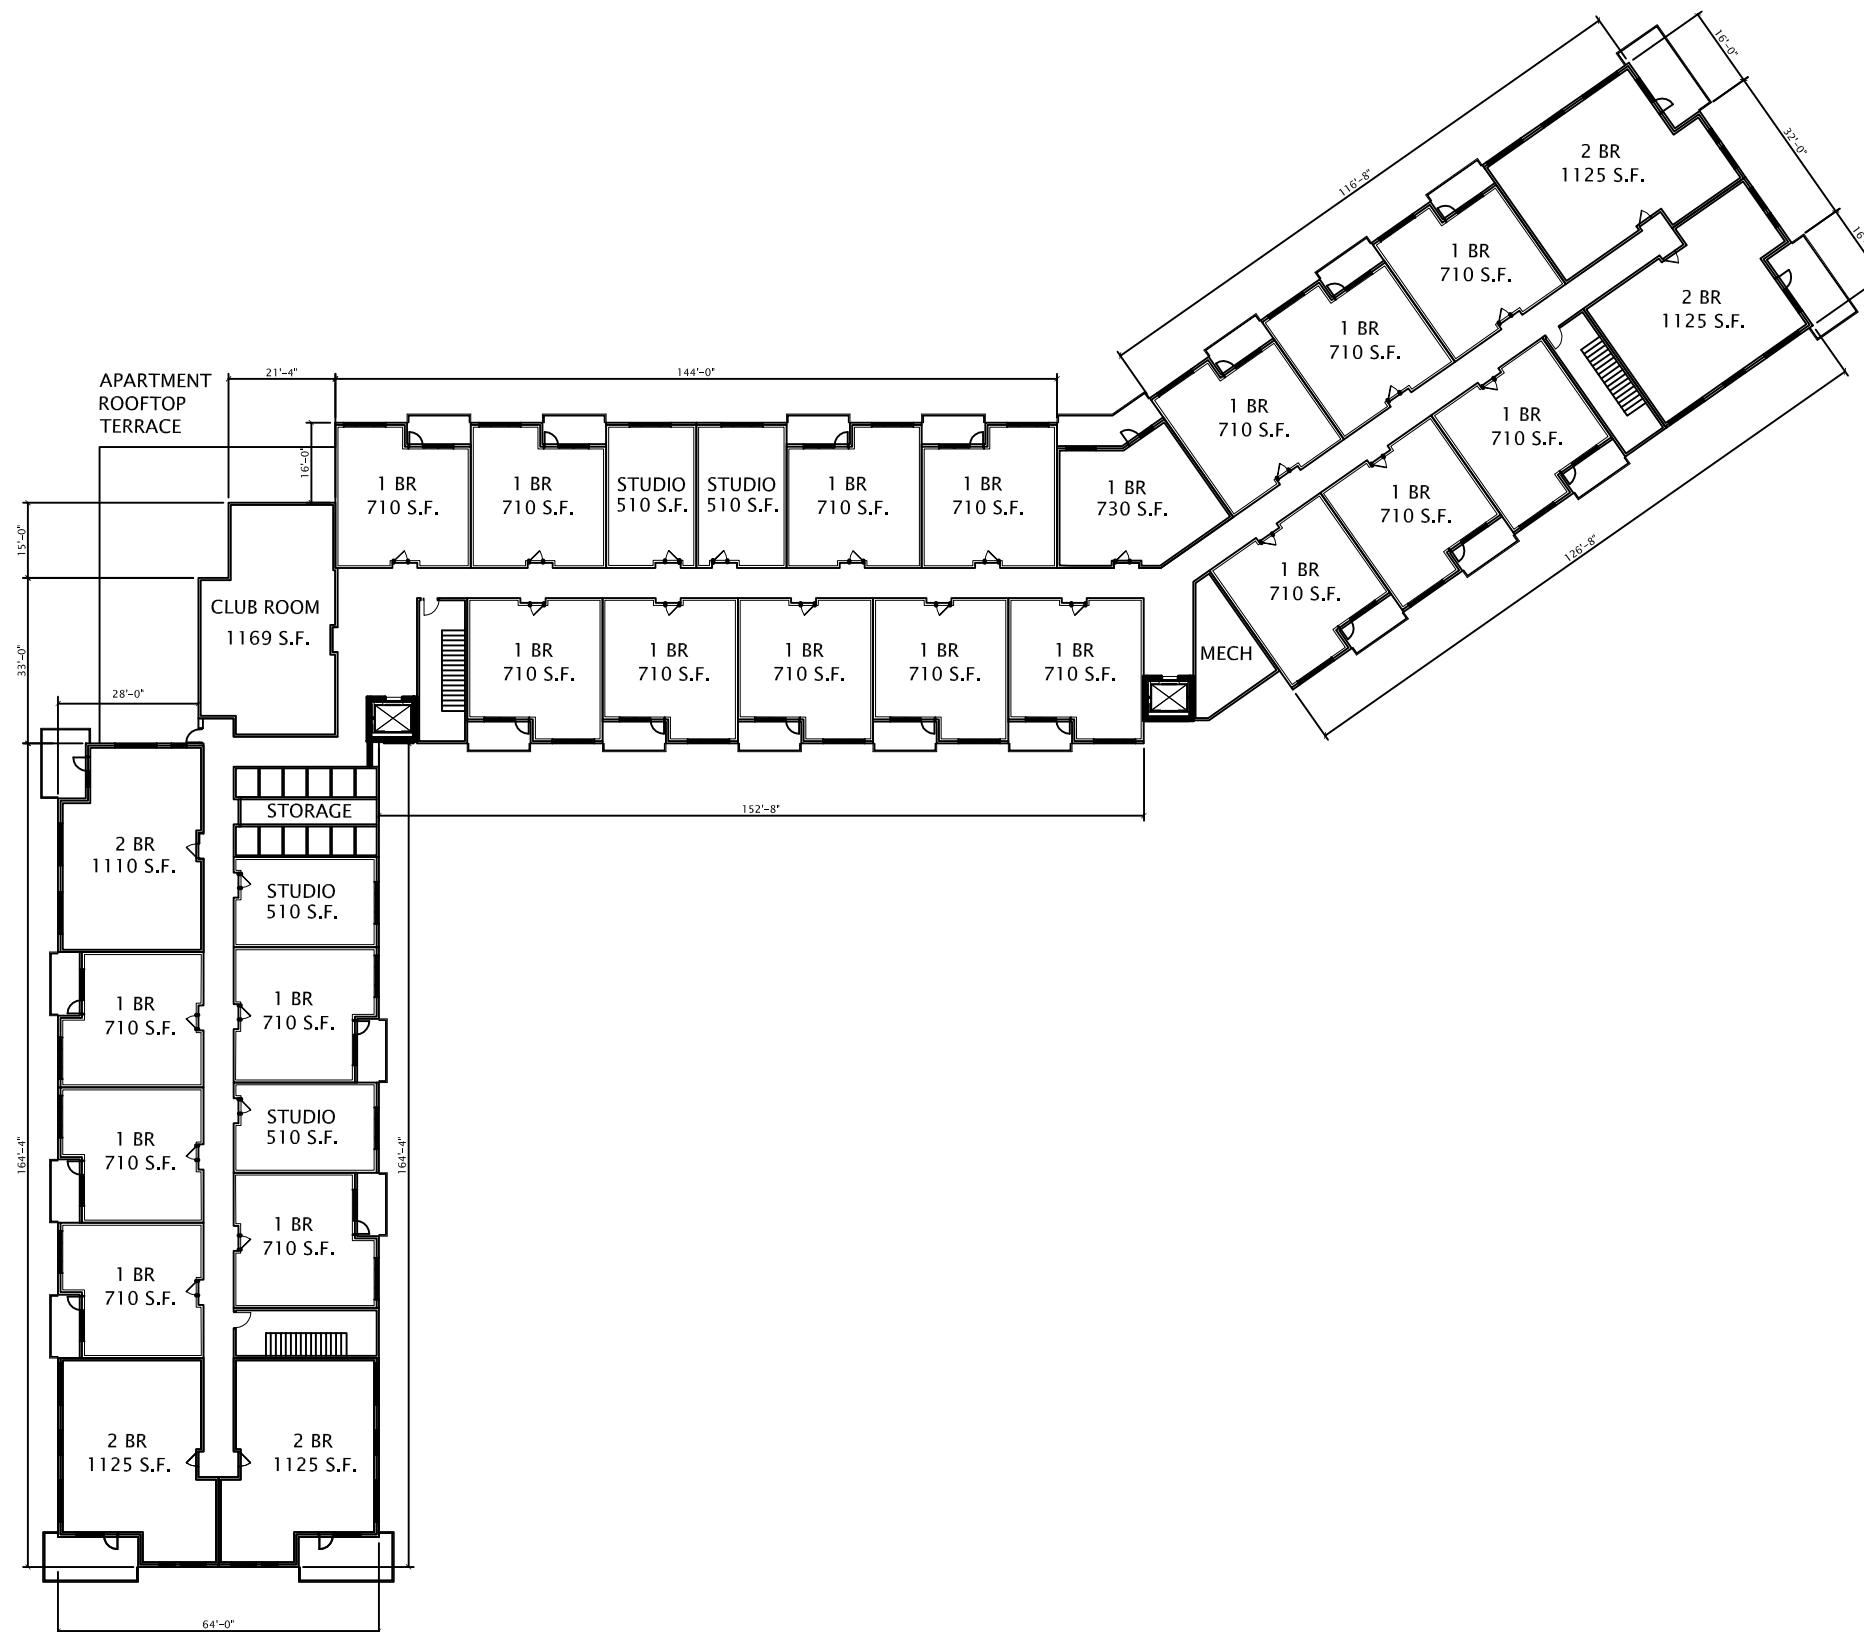 16'-0"
32'-0"
16'
116'-8"
2 BR
1125 S.F.
1 BR
710 S.F.
2 BR
1125 S.F.
1 BR
710 S.F.
1 BR
710 S.F.
1 BR
710 S.F.
1 BR
710 S.F.
1 BR
710 S.F.
126'-8"
APARTMENT
ROOFTOP
TERRACE
21'-4"
144'-0"
16'-0"
1 BR
710 S.F.
1 BR
710 S.F.
STUDIO
510 S.F.
STUDIO
510 S.F.
1 BR
710 S.F.
1 BR
710 S.F.
1 BR
730 S.F.
15'-0"
33'-0"
CLUB ROOM
1169 S.F.
28'-0"
1 BR
710 S.F.
1 BR
710 S.F.
1 BR
710 S.F.
1 BR
710 S.F.
1 BR
710 S.F.
MECH
152'-8"
STORAGE
2 BR
1110 S.F.
STUDIO
510 S.F.
1 BR
710 S.F.
1 BR
710 S.F.
1 BR
710 S.F.
STUDIO
510 S.F.
164'-4"
164'-4"
1 BR
710 S.F.
1 BR
710 S.F.
2 BR
1125 S.F.
2 BR
1125 S.F.
64'-0"